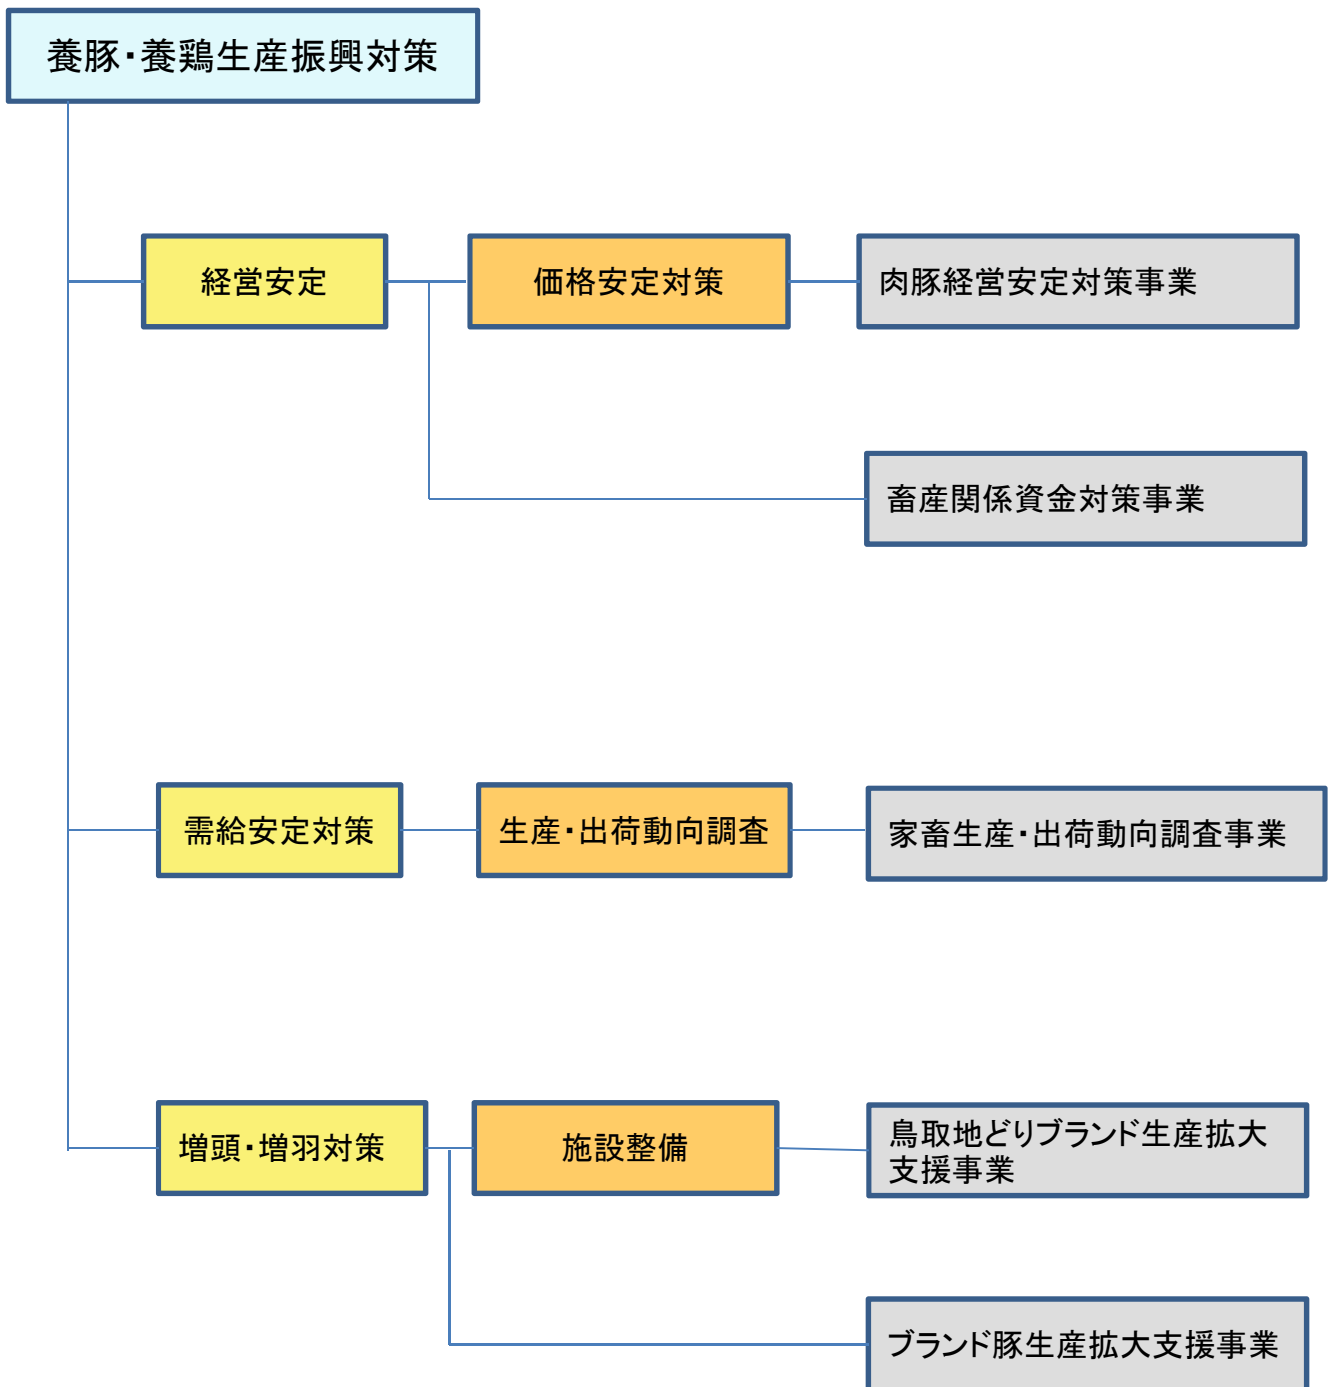 養豚・養鶏生産振興対策
経営安定
価格安定対策
肉豚経営安定対策事業
畜産関係資金対策事業
需給安定対策
生産・出荷動向調査
家畜生産・出荷動向調査事業
増頭・増羽対策
施設整備
鳥取地どりブランド生産拡大
支援事業
ブランド豚生産拡大支援事業